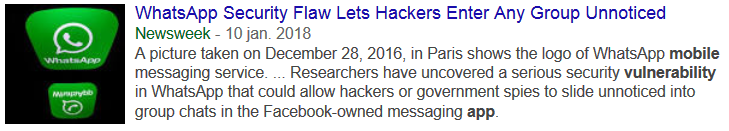 WhatsApp Security Flaw Lets Hackers Enter Any Group Unnoticed
Newsweek - 10 jan. 2018
A picture taken on December 28, 2016, in Paris shows the logo of WhatsApp mobile
messaging service. ... Researchers have uncovered a serious security vulnerability
in WhatsApp that could allow hackers or government spies to slide unnoticed into
group chats in the Facebook-owned messaging app.
WhatsApp